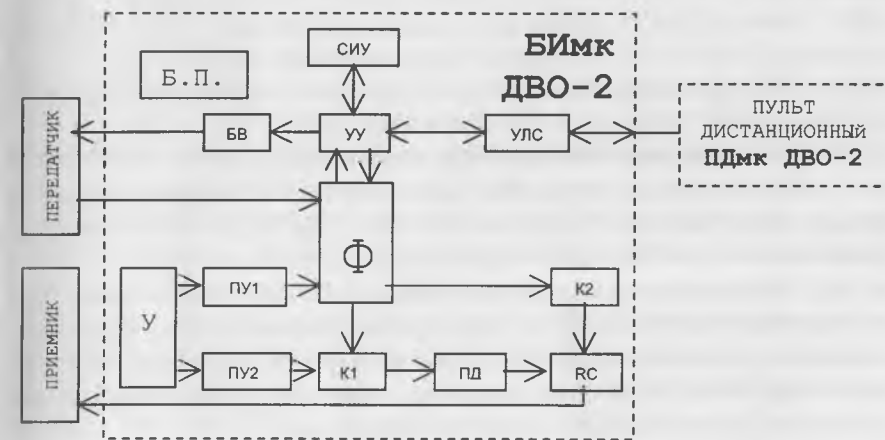 СИУ
БИмк
ДВО-2
Б.П.
ПЕРЕДАТЧИК
БВ
УУ
УЛС
ПУЛЬТ
ДИСТАНЦИОННЫЙ
ПДмк ДВО-2
Ф
ПРИЕМНИК
У
ПУ1
К2
ПУ2
К1
ПД
RC